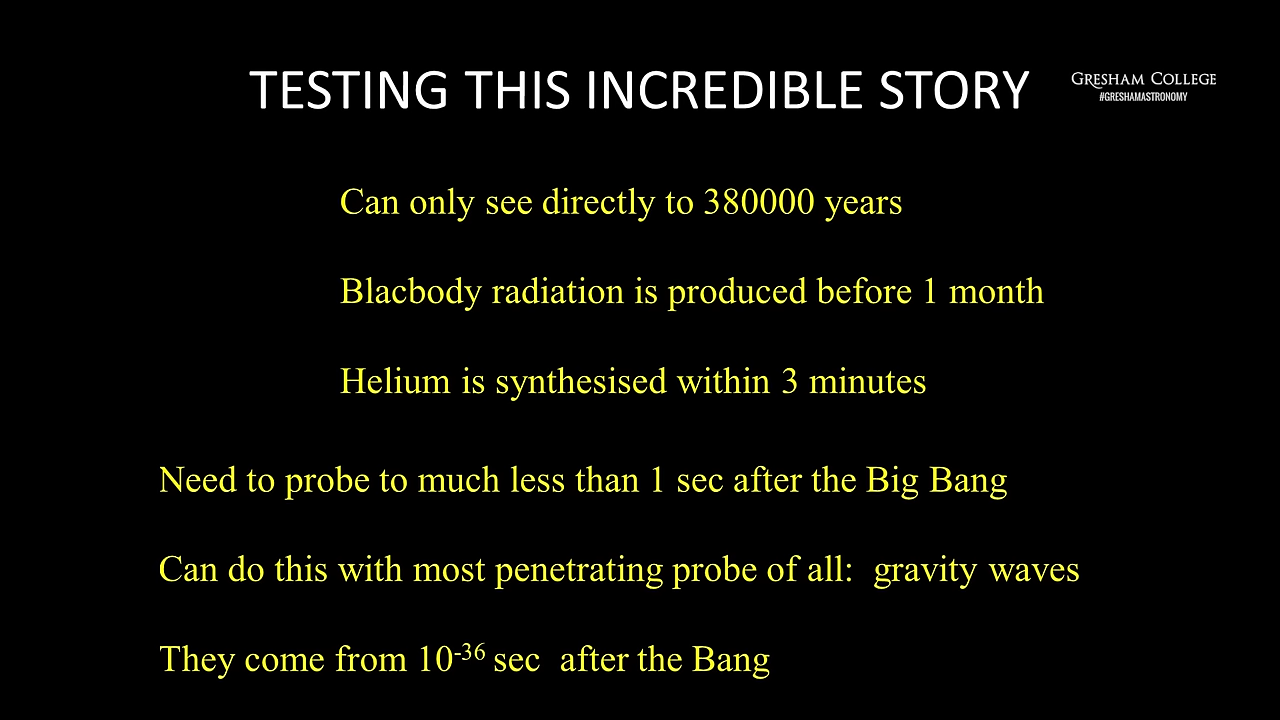 TESTING THIS INCREDIBLE STORY
GRESHAM COLLEGE
#GRESHAMASTRONOMY
Can only see directly to 380000 years
Blacbody radiation is produced before 1 month
Helium is synthesised within 3 minutes
Need to probe to much less than 1 sec after the Big Bang
Can do this with most penetrating probe of all:  gravity waves
They come from 10⁻³⁶ sec  after the Bang